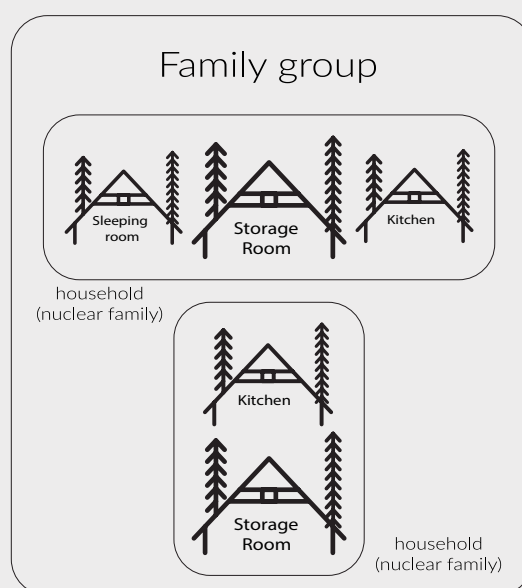 Family group
Sleeping
room
Storage
Room
Kitchen
household
(nuclear family)
Kitchen
Storage
Room
household
(nuclear family)